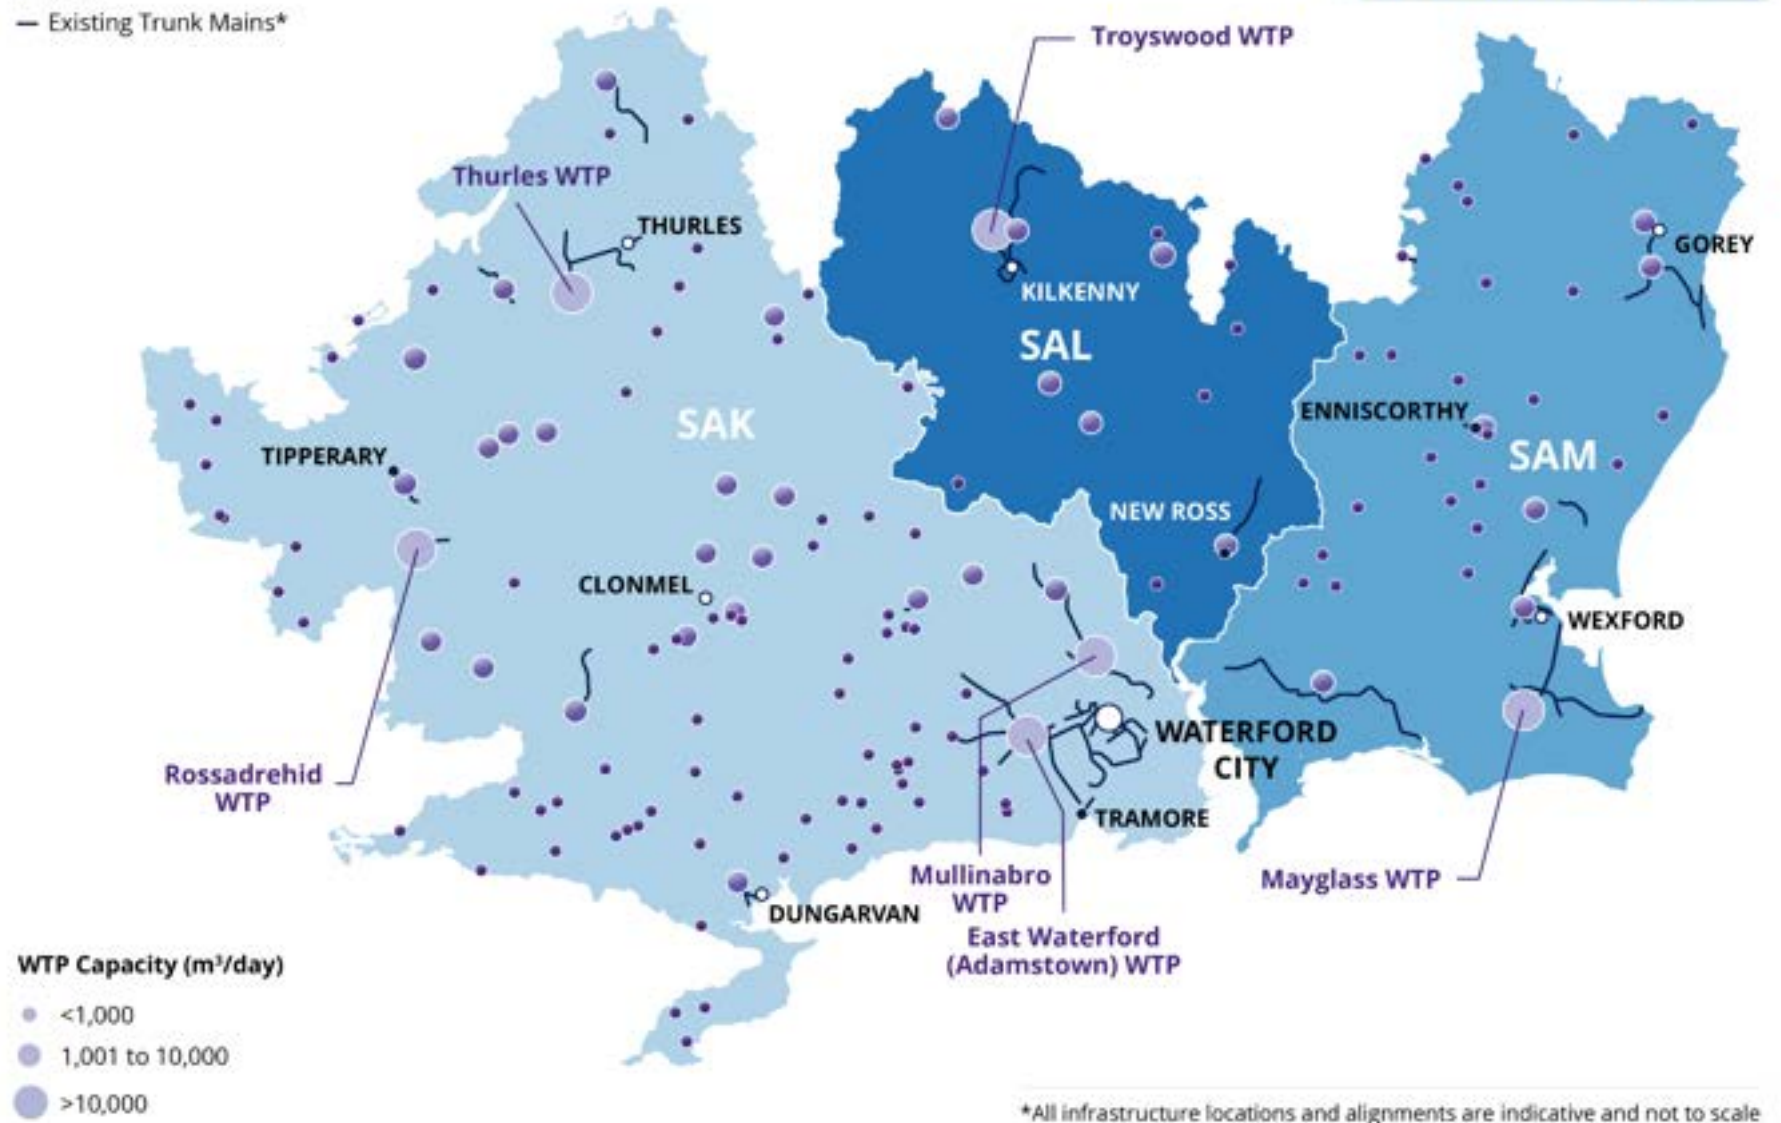 — Existing Trunk Mains*
Troyswood WTP
Thurles WTP
THURLES
GOREY
KILKENNY
SAL
SAK
ENNISCORTHY
SAM
TIPPERARY
NEW ROSS
CLONMEL
WEXFORD
WATERFORD
CITY
Rossadrehid
WTP
TRAMORE
Mullinabro
WTP
Mayglass WTP
DUNGARVAN
East Waterford
(Adamstown) WTP
WTP Capacity (m³/day)
<1,000
1,001 to 10,000
>10,000
*All infrastructure locations and alignments are indicative and not to scale